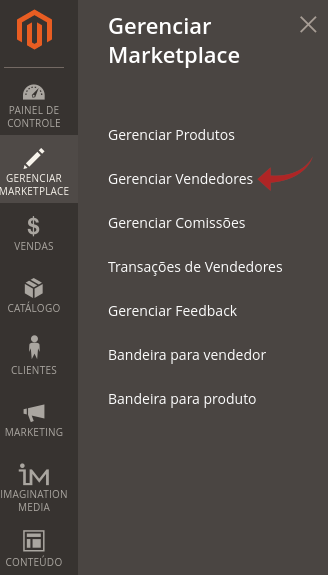 Gerenciar
Marketplace
PAINEL DE
CONTROLE
GERENCIAR
MARKETPLACE
VENDAS
CATÁLOGO
CLIENTES
MARKETING
IMAGINATION
MEDIA
CONTEÚDO
Gerenciar Produtos
Gerenciar Vendedores
Gerenciar Comissões
Transações de Vendedores
Gerenciar Feedback
Bandeira para vendedor
Bandeira para produto